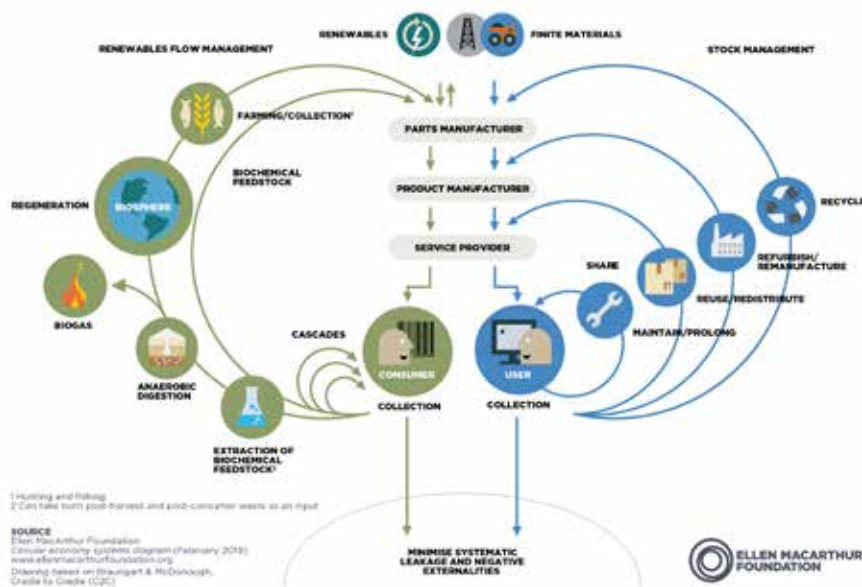 RENEWABLES
FINITE MATERIALS
RENEWABLES FLOW MANAGEMENT
STOCK MANAGEMENT
FARMING/COLLECTION¹
PARTS MANUFACTURER
BIOCHEMICAL
FEEDSTOCK
PRODUCT MANUFACTURER
REGENERATION
BIOSPHERE
RECYCLE
SERVICE PROVIDER
SHARE
REFURBISH/
REMANUFACTURE
REUSE/REDISTRIBUTE
BIOGAS
CASCADES
MAINTAIN/PROLONG
CONSUMER
USER
ANAEROBIC
DIGESTION
COLLECTION
COLLECTION
EXTRACTION OF
BIOCHEMICAL
FEEDSTOCK²
1 Hunting and fishing
2 Can take both post-harvest and post-consumer waste as an input
SOURCE
Ellen MacArthur Foundation
Circular economy systems diagram (February 2019)
www.ellenmacarthurfoundation.org
Drawing based on Braungart & McDonough,
Cradle to Cradle (C2C)
MINIMISE SYSTEMATIC
LEAKAGE AND NEGATIVE
EXTERNALITIES
ELLEN MACARTHUR
FOUNDATION